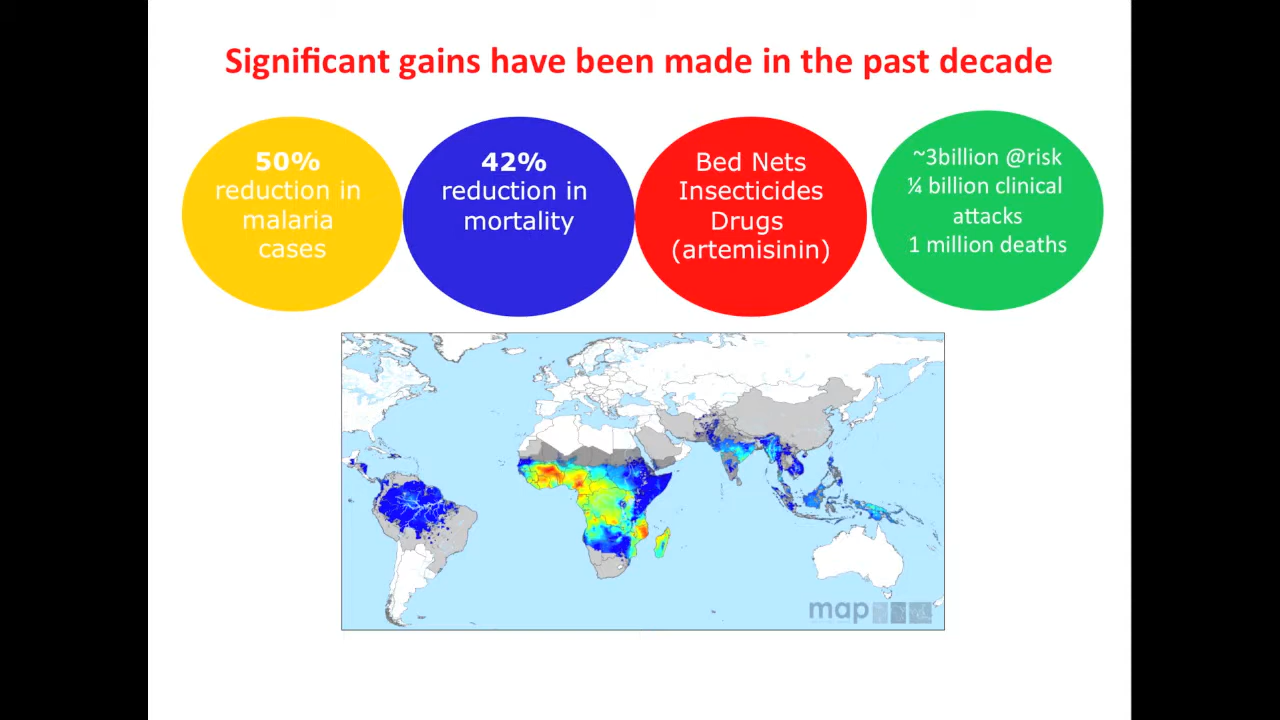 Significant gains have been made in the past decade
50%
reduction in
malaria
cases
42%
reduction in
mortality
Bed Nets
Insecticides
Drugs
(artemisinin)
~3billion @risk
¼ billion clinical
attacks
1 million deaths
map